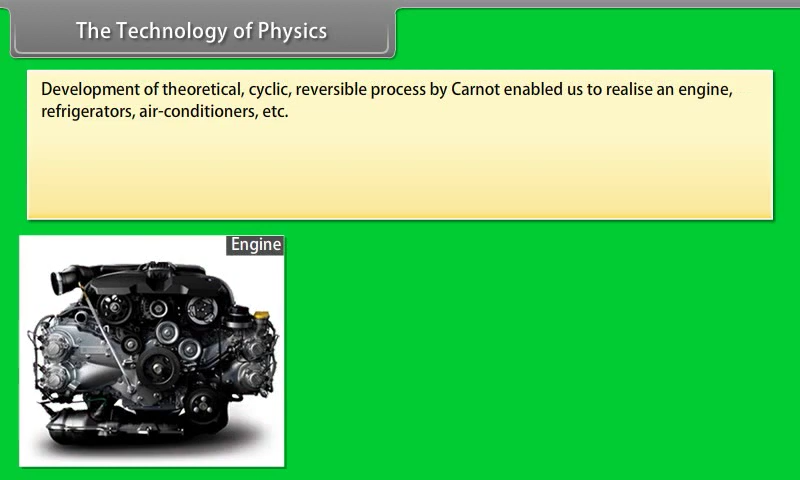 The Technology of Physics
Development of theoretical, cyclic, reversible process by Carnot enabled us to realise an engine,
refrigerators, air-conditioners, etc.
Engine